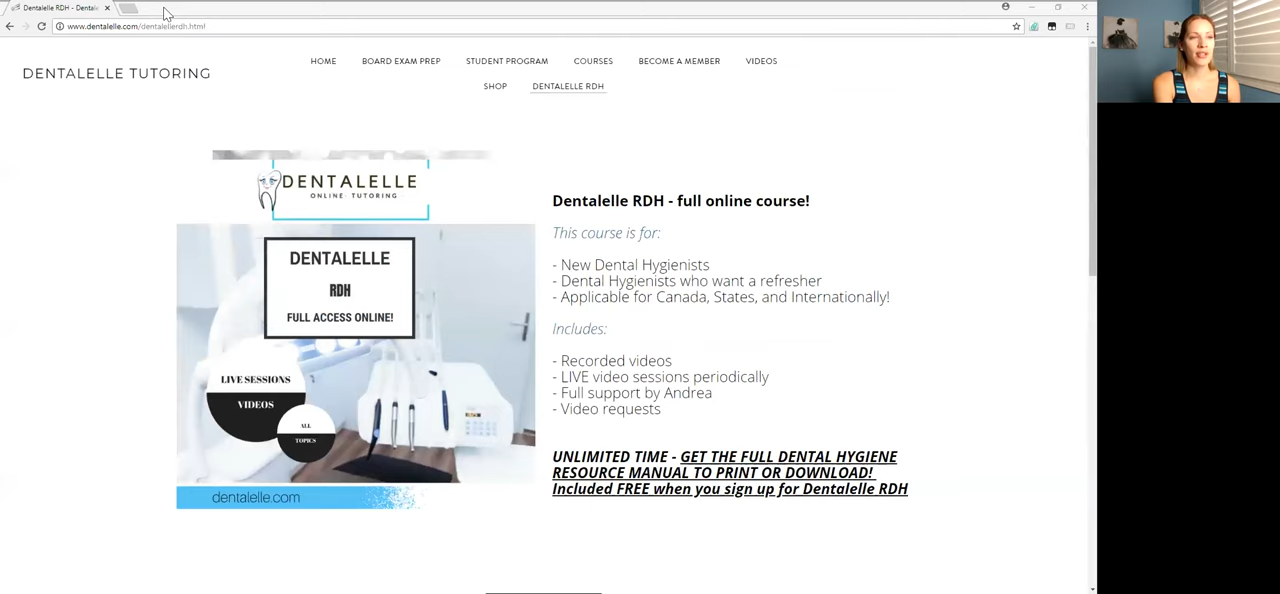 Dentalelle RDH - Dentale
www.dentalelle.com/dentalellerdh.html
DENTALELLE TUTORING
HOME BOARD EXAM PREP STUDENT PROGRAM COURSES BECOME A MEMBER VIDEOS
SHOP DENTALELLE RDH
DENTALELLE
ONLINE TUTORING
DENTALELLE
RDH
FULL ACCESS ONLINE!
LIVE SESSIONS
VIDEOS
ALL
TOPICS
dentalelle.com
Dentalelle RDH - full online course!
This course is for:
- New Dental Hygienists
- Dental Hygienists who want a refresher
- Applicable for Canada, States, and Internationally!
Includes:
- Recorded videos
- LIVE video sessions periodically
- Full support by Andrea
- Video requests
UNLIMITED TIME - GET THE FULL DENTAL HYGIENE
RESOURCE MANUAL TO PRINT OR DOWNLOAD!
Included FREE when you sign up for Dentalelle RDH